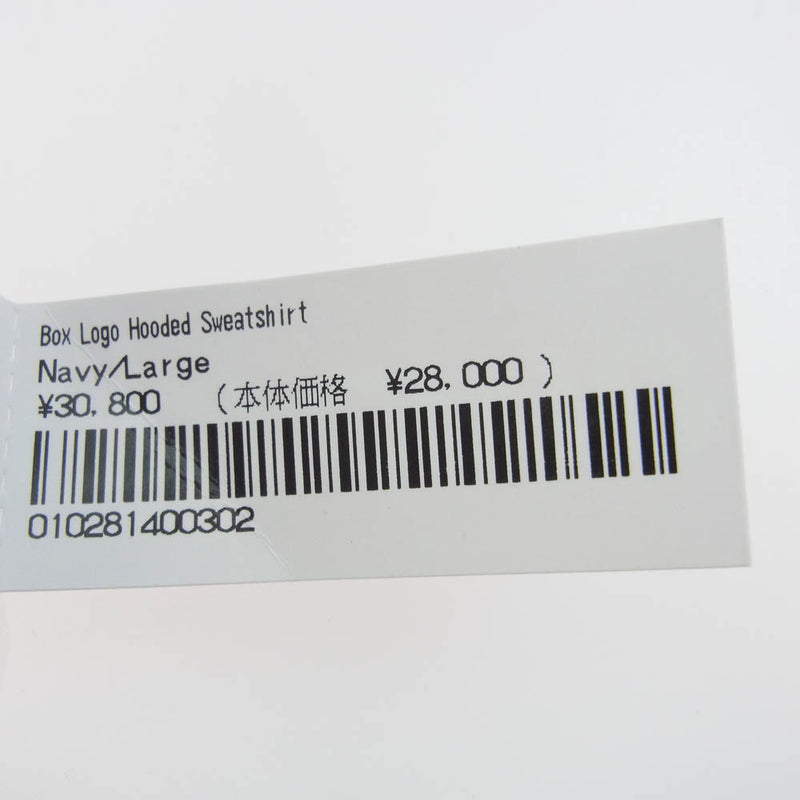 Box Logo Hooded Sweatshirt
Navy/Large
¥30,800 (本体価格 ¥28,000)
010281400302